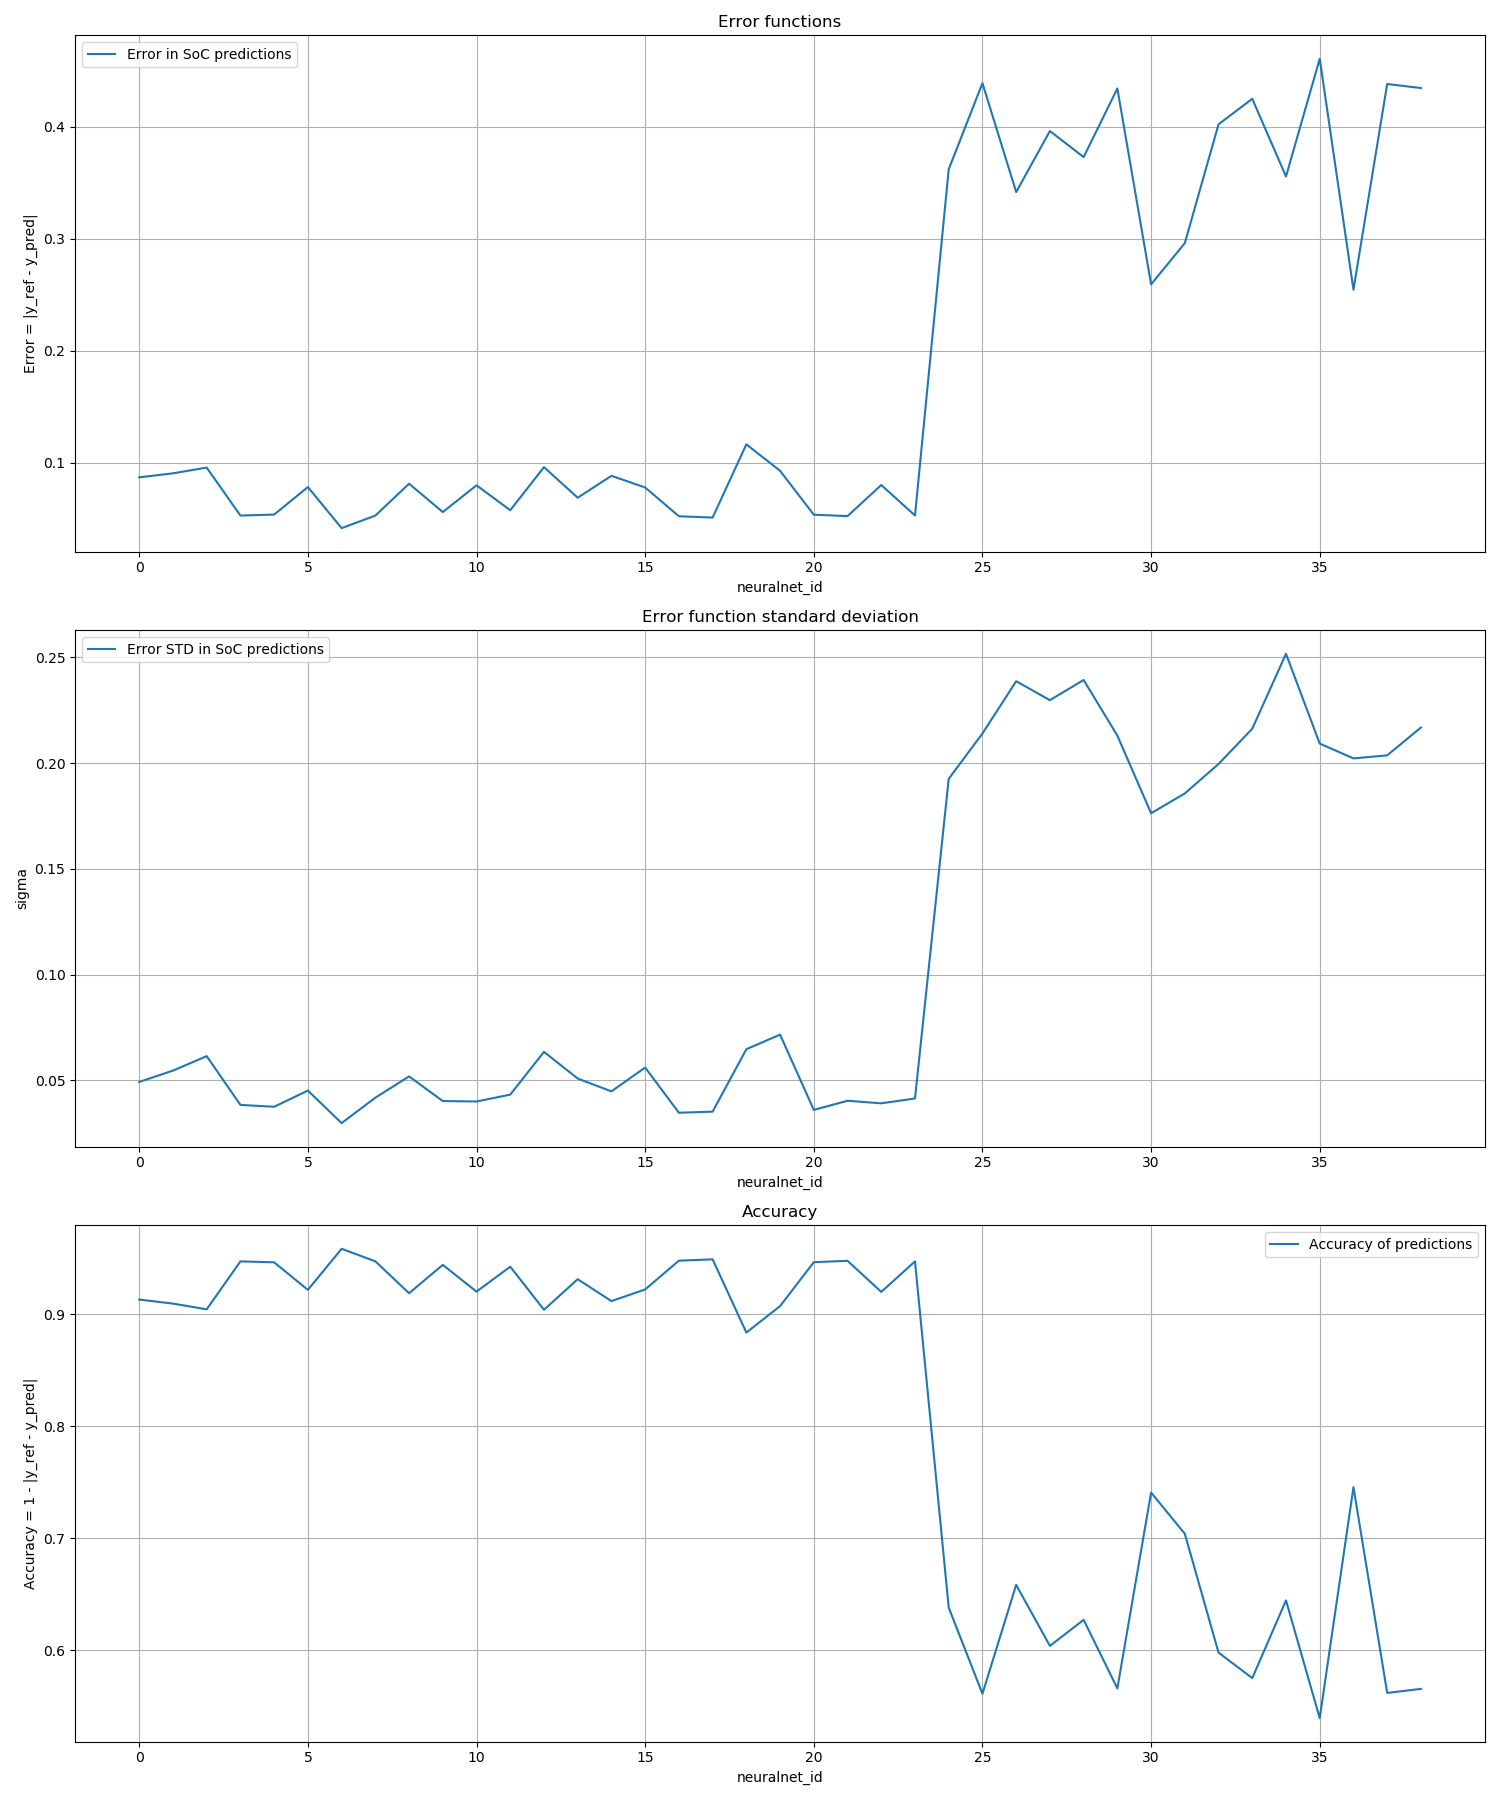 Error functions
Error in SoC predictions
Error = |y_ref - y_pred|
0.4
0.3
0.2
0.1
0 5 10 15 20 25 30 35
neuralnet_id
Error function standard deviation
Error STD in SoC predictions
sigma
0.25
0.20
0.15
0.10
0.05
0 5 10 15 20 25 30 35
neuralnet_id
Accuracy
Accuracy of predictions
Accuracy = 1 - |y_ref - y_pred|
0.9
0.8
0.7
0.6
0 5 10 15 20 25 30 35
neuralnet_id